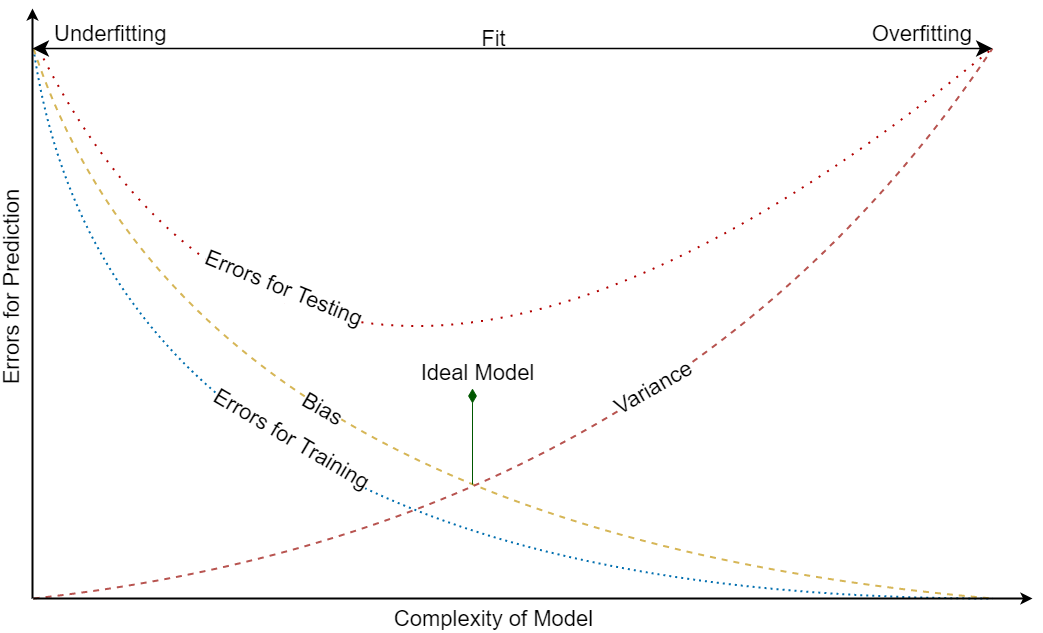 Underfitting
Fit
Overfitting
Errors for Prediction
Errors for Testing
Ideal Model
Variance
Bias
Errors for Training
Complexity of Model